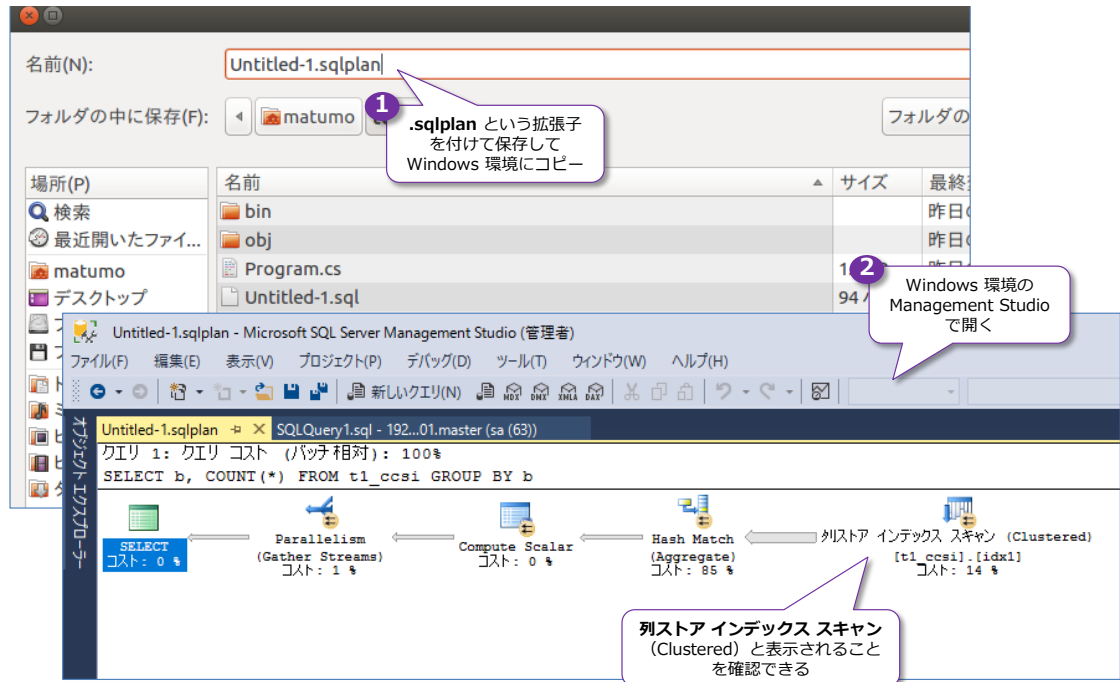 名前(N):
Untitled-1.sqlplan
フォルダの中に保存(F):
matumo
フォルダの
1
.sqlplan という拡張子
を付けて保存して
Windows 環境にコピー
場所(P)
名前
サイズ
検索
bin
昨日
最近開いたファイ...
obj
昨日
matumo
Program.cs
デスクトップ
Untitled-1.sql
94
2
Windows 環境の
Management Studio
で開く
Untitled-1.sqlplan - Microsoft SQL Server Management Studio (管理者)
ファイル(F) 編集(E) 表示(V) プロジェクト(P) デバッグ(D) ツール(T) ウィンドウ(W) ヘルプ(H)
新しいクエリ(N)
MDX DMX XMLA DAX
オブジェクト エクスプローラー
Untitled-1.sqlplan
SQLQuery1.sql - 192...01.master (sa (63))
クエリ 1: クエリ コスト (バッチ相対): 100%
SELECT b, COUNT(*) FROM t1_ccsi GROUP BY b
SELECT
コスト: 0 %
Parallelism
(Gather Streams)
コスト: 1 %
Compute Scalar
コスト: 0 %
Hash Match
(Aggregate)
コスト: 85 %
列ストア インデックス スキャン (Clustered)
[t1_ccsi].[idx1]
コスト: 14 %
列ストア インデックス スキャン
（Clustered）と表示されること
を確認できる